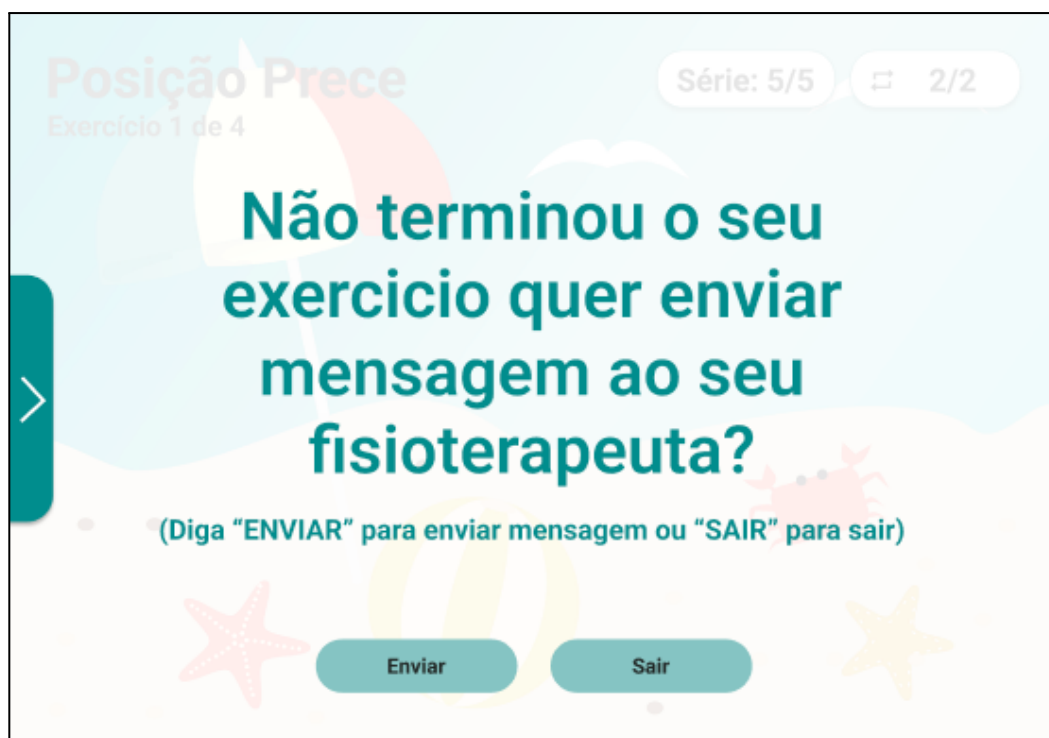 Posição Prece
Exercício 1 de 4
Série: 5/5
2/2
Não terminou o seu
exercicio quer enviar
mensagem ao seu
fisioterapeuta?
(Diga “ENVIAR” para enviar mensagem ou “SAIR” para sair)
Enviar
Sair